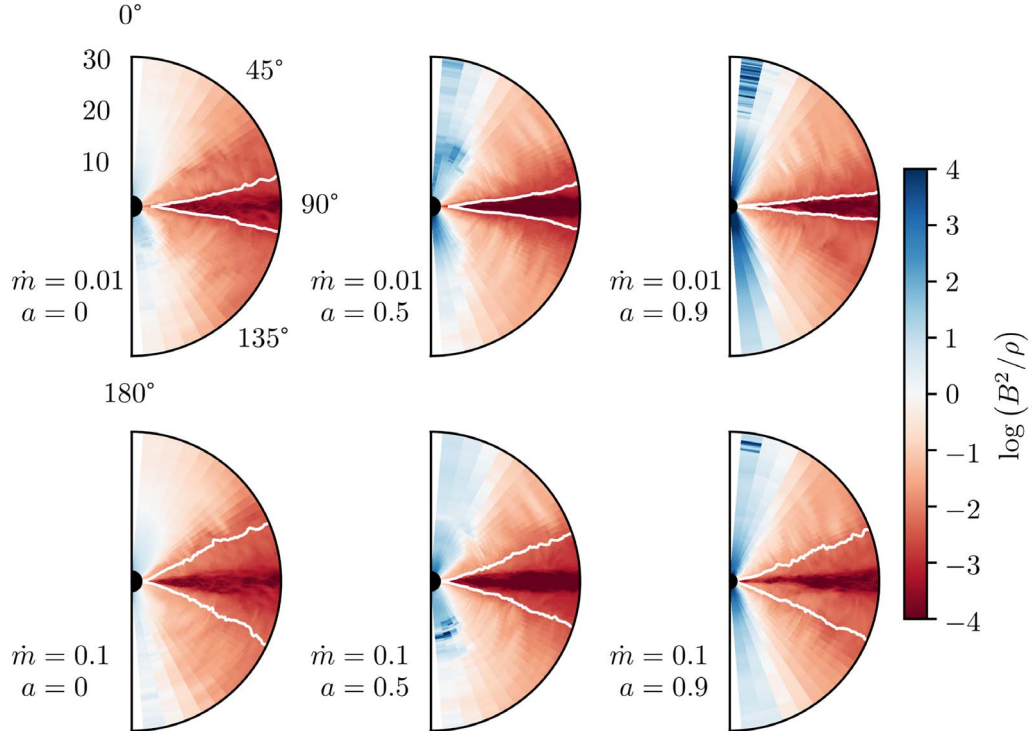 0°
30
45°
20
10
90°
ṁ = 0.01
a = 0
135°
180°
ṁ = 0.01
a = 0.5
ṁ = 0.01
a = 0.9
ṁ = 0.1
a = 0
ṁ = 0.1
a = 0.5
ṁ = 0.1
a = 0.9
4
3
2
1
0
−1
−2
−3
−4
log (B²/ρ)